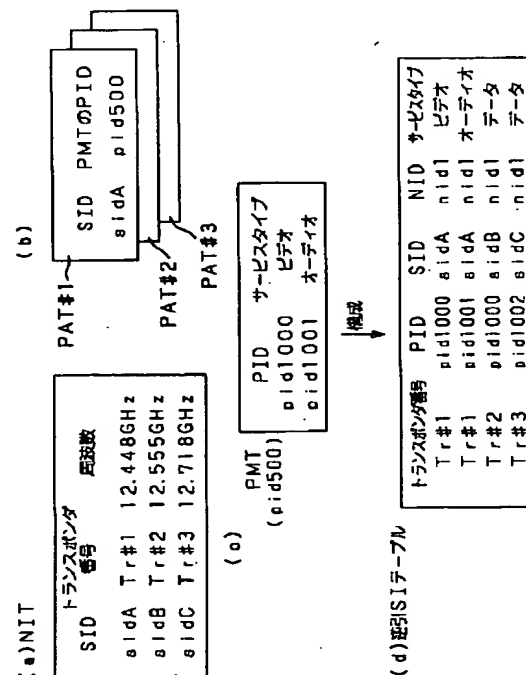 (a)NIT
SID トランスポンダ番号 周波数
sidA Tr#1 12.448GHz
sidB Tr#2 12.555GHz
sidC Tr#3 12.718GHz
(b)
PAT#1
SID PMTのPID
sidA pid500
PAT#2
PAT#3
(c)
PMT
(pid500)
PID サービスタイプ
pid1000 ビデオ
pid1001 オーディオ
構成
(d)逆引SIテーブル
トランスポンダ番号 PID SID NID サービスタイプ
Tr#1 pid1000 sidA nid1 ビデオ
Tr#1 pid1001 sidA nid1 オーディオ
Tr#2 pid1000 sidB nid1 データ
Tr#3 pid1002 sidC nid1 データ